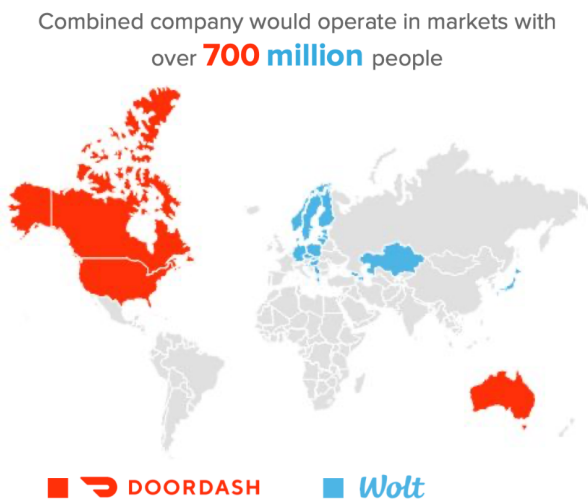 Combined company would operate in markets with
over 700 million people
DOORDASH
Wolt